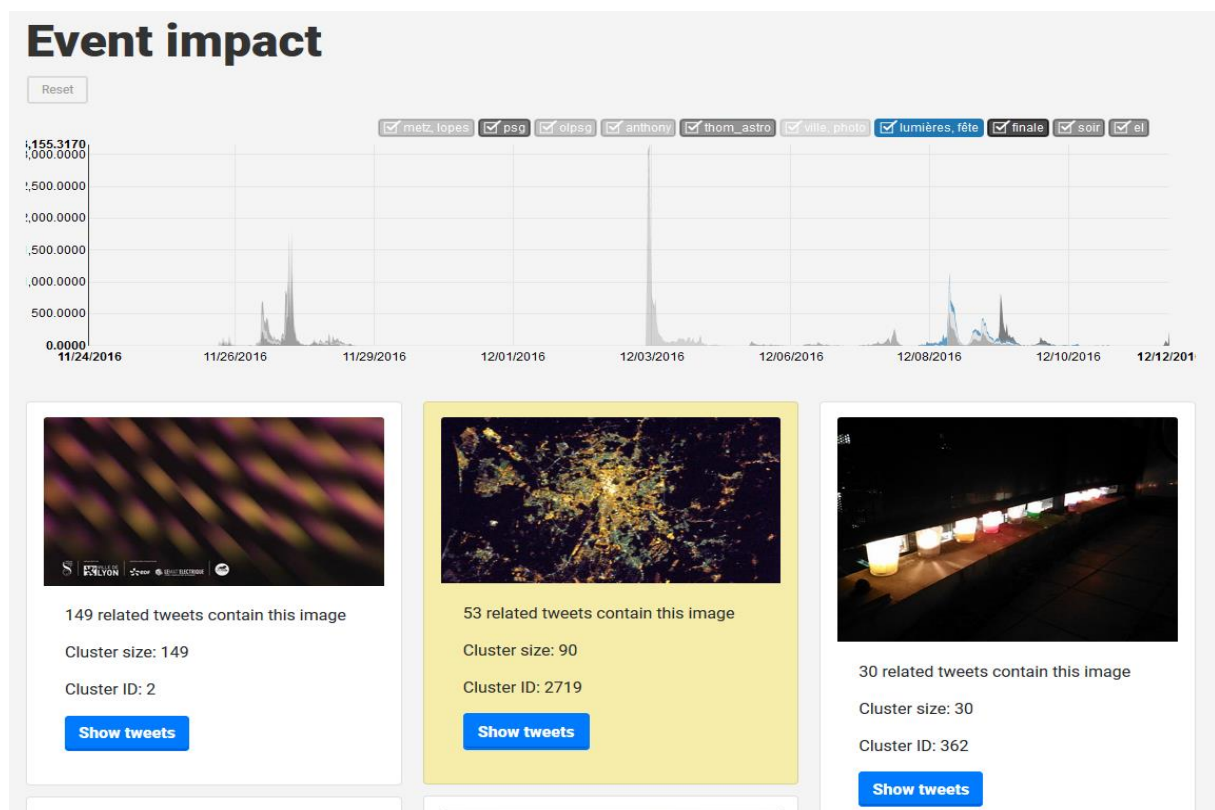 Event impact
Reset
metz, lopes psg olpsg anthony thom_astro ville, photo lumières, fête finale soir el
,155.3170
,000.0000
,500.0000
,000.0000
,500.0000
,000.0000
500.0000
0.0000
11/24/2016 11/26/2016 11/29/2016 12/01/2016 12/03/2016 12/06/2016 12/08/2016 12/10/2016 12/12/201
VILLE DE LYON edf
149 related tweets contain this image
Cluster size: 149
Cluster ID: 2
Show tweets
53 related tweets contain this image
Cluster size: 90
Cluster ID: 2719
Show tweets
30 related tweets contain this image
Cluster size: 30
Cluster ID: 362
Show tweets